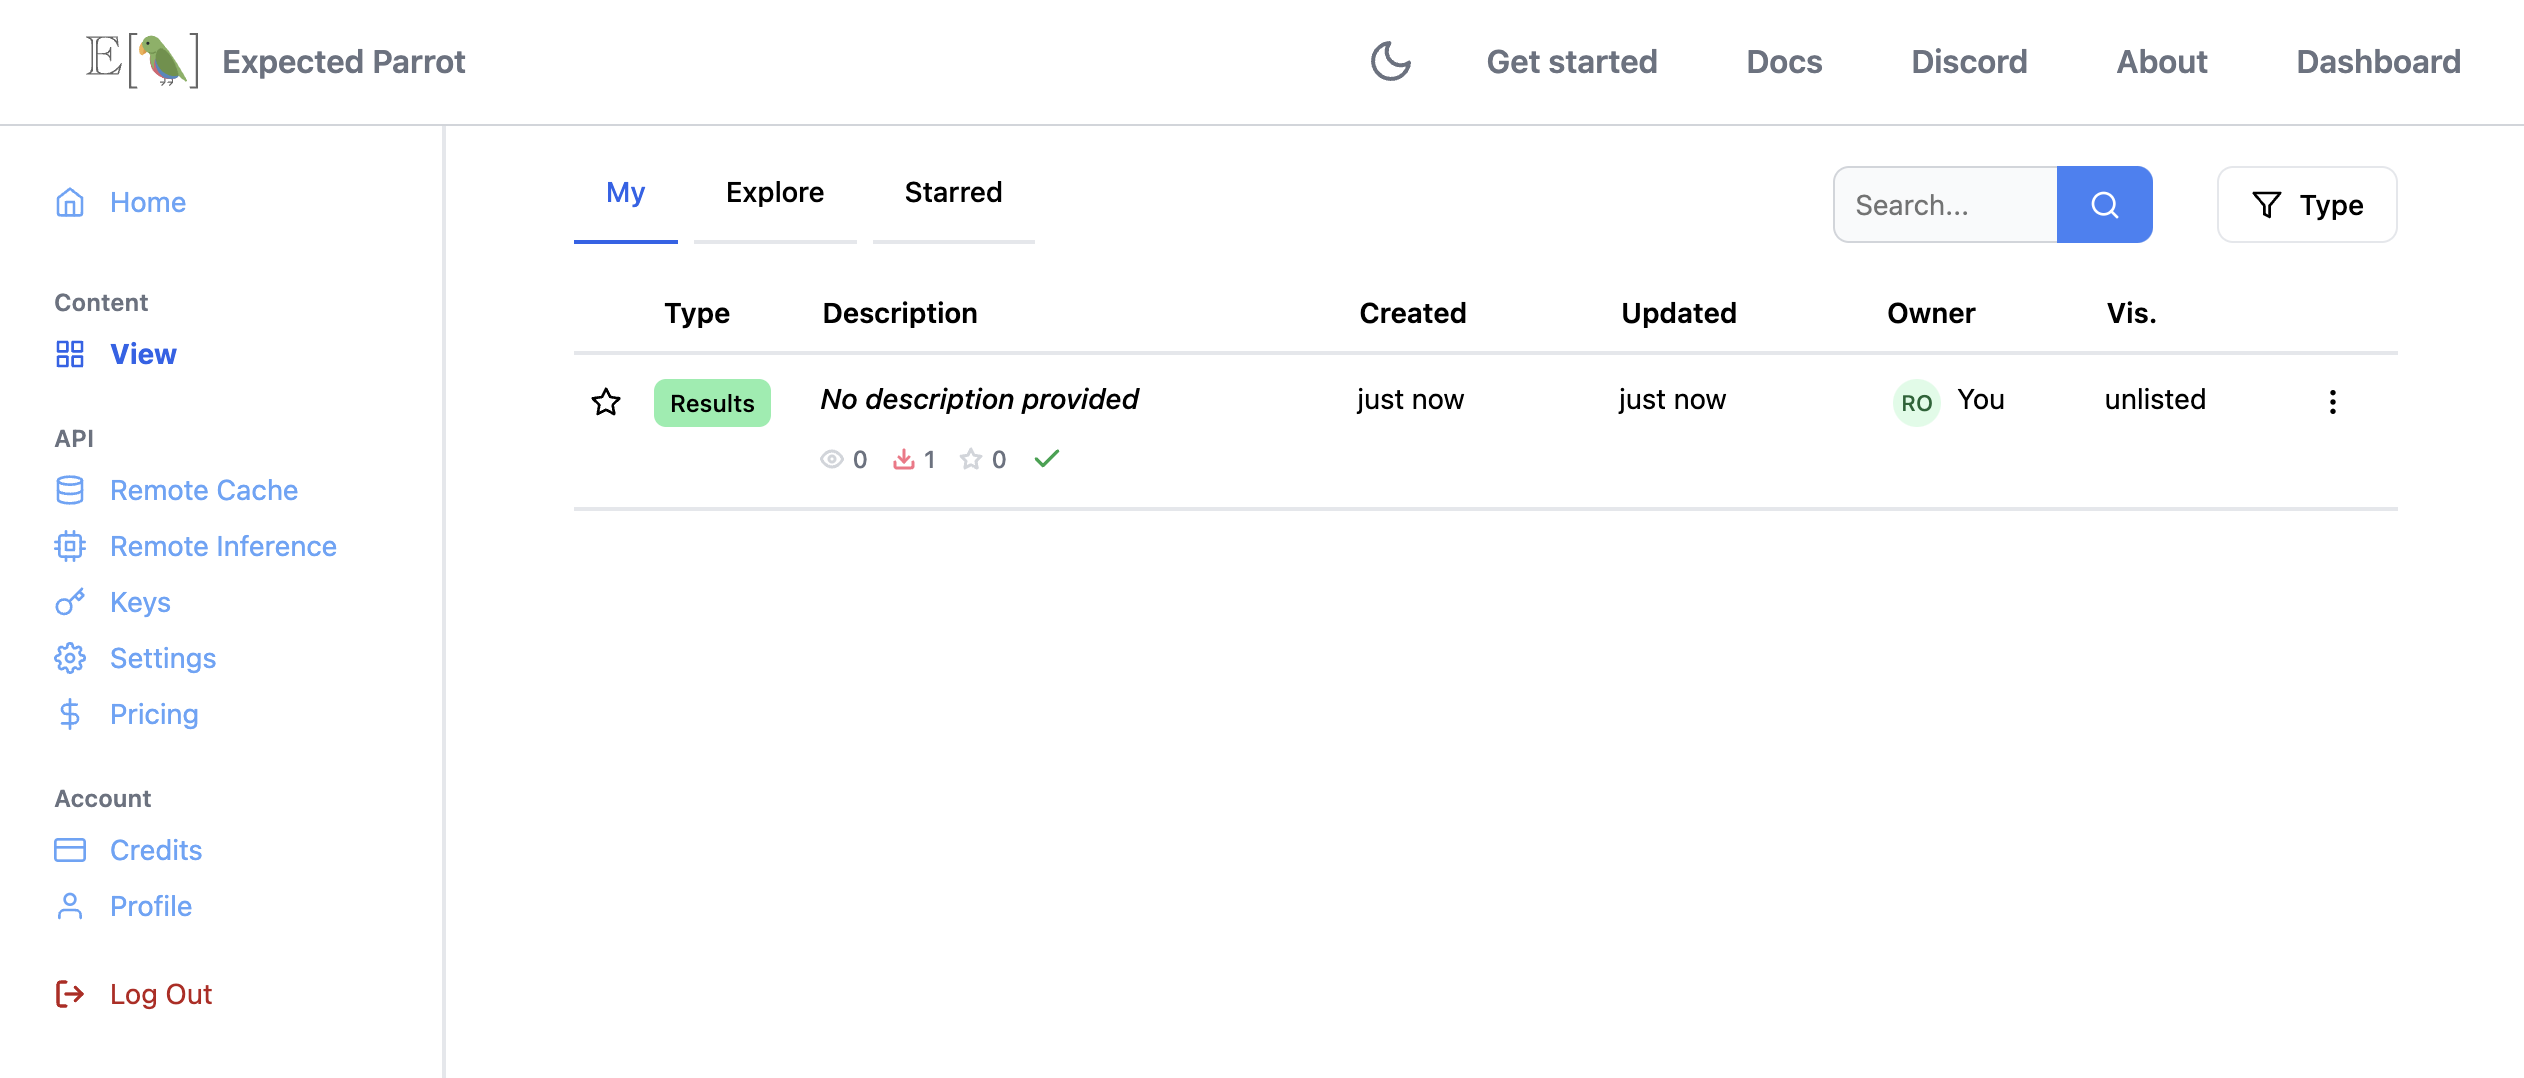 E[ ] Expected Parrot
Get started
Docs
Discord
About
Dashboard
Home
Content
View
API
Remote Cache
Remote Inference
Keys
Settings
Pricing
Account
Credits
Profile
Log Out
My
Explore
Starred
Search...
Type
Type Description Created Updated Owner Vis.
Results No description provided just now just now RO You unlisted
0 1 0